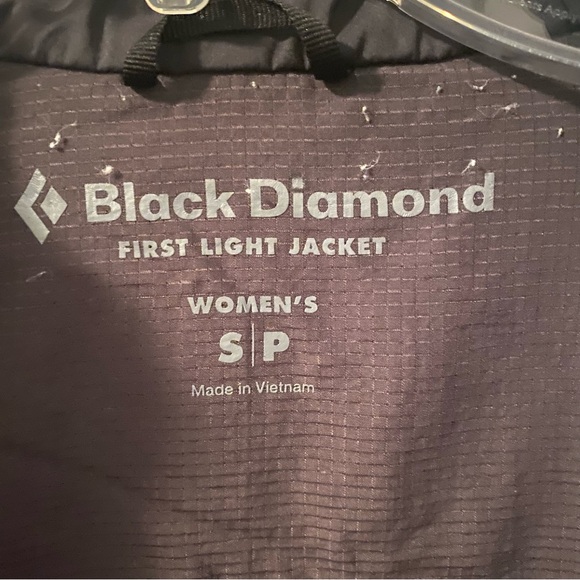 Black Diamond
FIRST LIGHT JACKET
WOMEN'S
S|P
Made in Vietnam